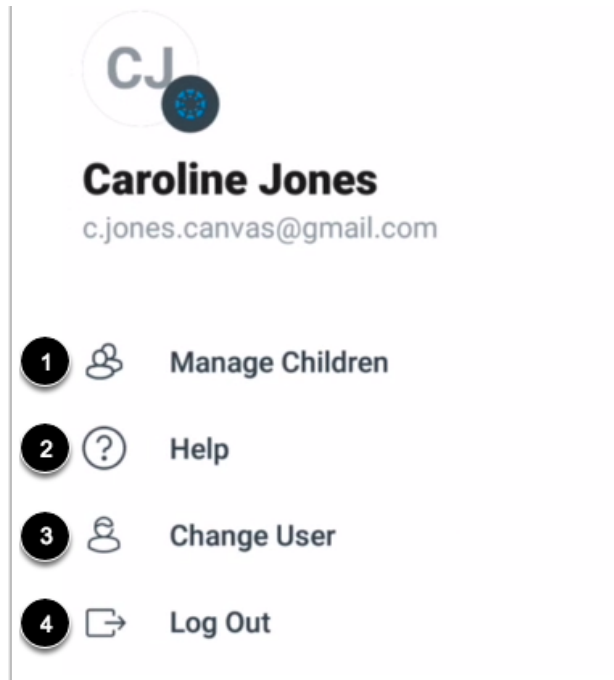 CJ
Caroline Jones
c.jones.canvas@gmail.com
1 Manage Children
2 ? Help
3 Change User
4 Log Out